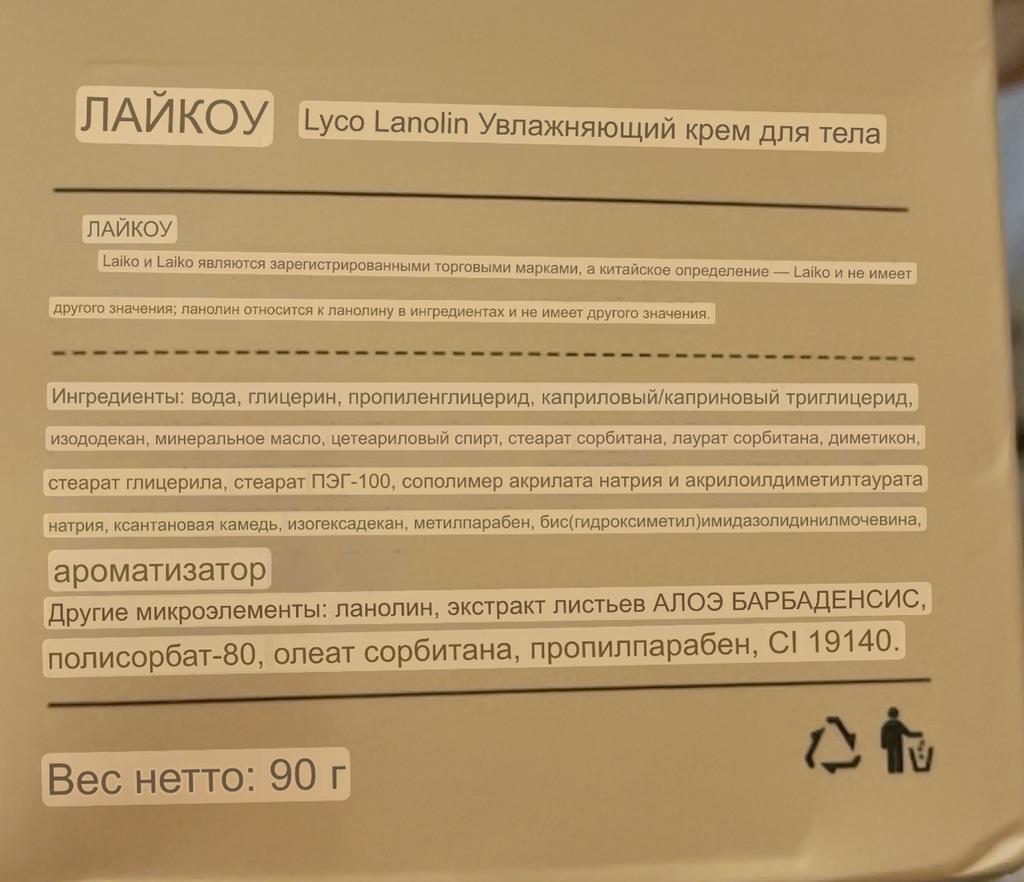 ЛАЙКОУ Lyco Lanolin Увлажняющий крем для тела
ЛАЙКОУ
Laiko и Laiko являются зарегистрированными торговыми марками, а китайское определение — Laiko и не имеет
другого значения; ланолин относится к ланолину в ингредиентах и не имеет другого значения.
Ингредиенты: вода, глицерин, пропиленглицерид, каприловый/каприновый триглицерид,
изододекан, минеральное масло, цетеариловый спирт, стеарат сорбитана, лаурат сорбитана, диметикон,
стеарат глицерила, стеарат ПЭГ-100, сополимер акрилата натрия и акрилоилдиметилтаурата
натрия, ксантановая камедь, изогексадекан, метилпарабен, бис(гидроксиметил)имидазолидинилмочевина,
ароматизатор
Другие микроэлементы: ланолин, экстракт листьев АЛОЭ БАРБАДЕНСИС,
полисорбат-80, олеат сорбитана, пропилпарабен, CI 19140.
Вес нетто: 90 г